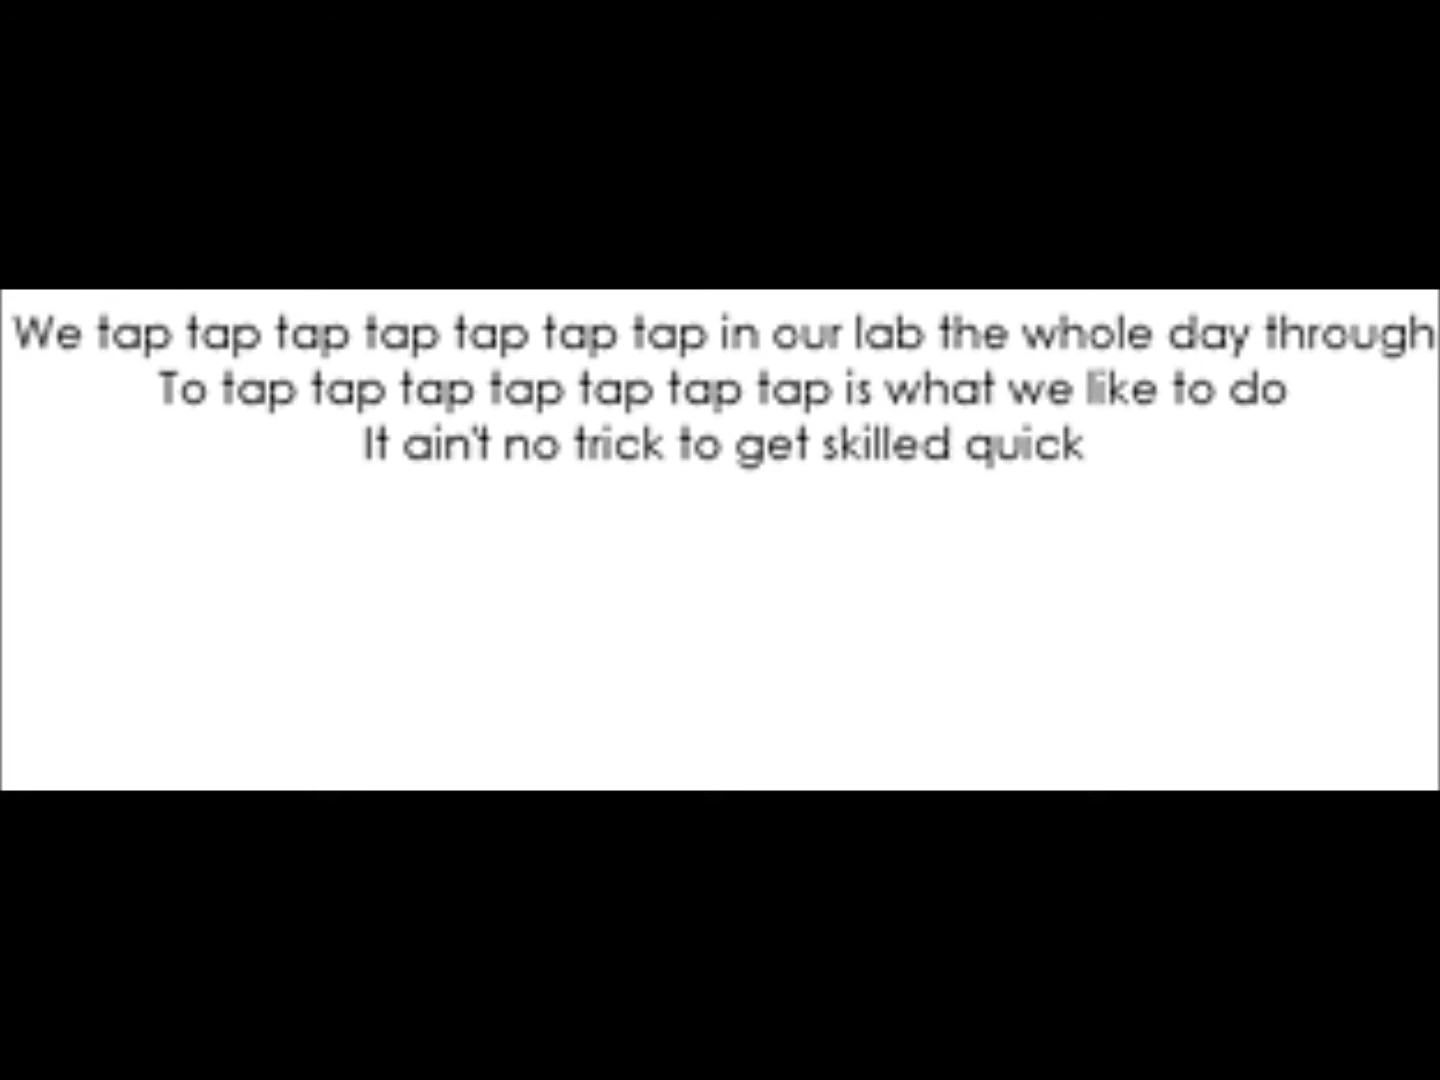 We tap tap tap tap tap tap tap in our lab the whole day through
To tap tap tap tap tap tap tap is what we like to do
It ain't no trick to get skilled quick